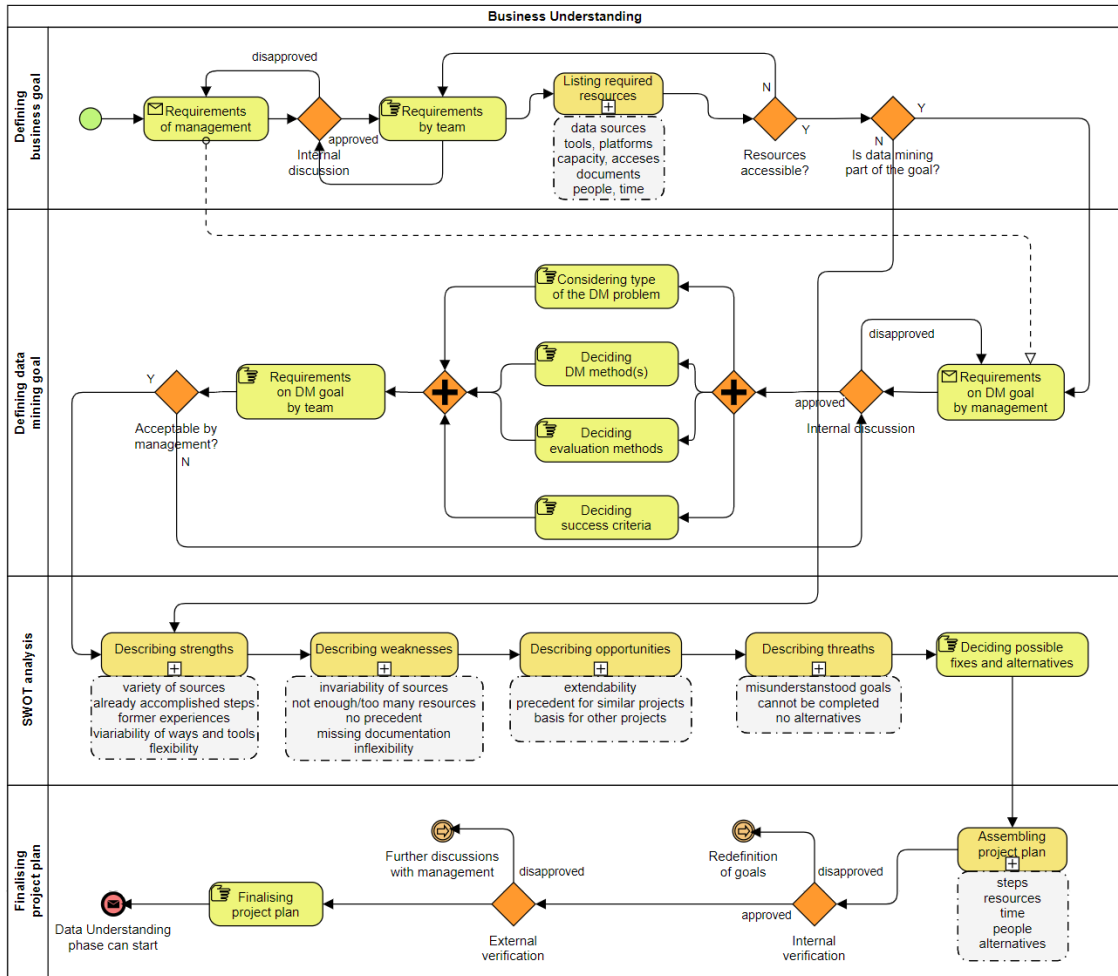 Business Understanding
Defining
business goal
disapproved
Requirements
of management
approved
Internal
discussion
Requirements
by team
Listing required
resources
data sources
tools, platforms
capacity, acceses
documents
people, time
N
Y
Resources
accessible?
Y
N
Is data mining
part of the goal?
Defining data
mining goal
Considering type
of the DM problem
Deciding
DM method(s)
Deciding
evaluation methods
Deciding
success criteria
disapproved
Requirements
on DM goal
by management
approved
Internal discussion
Requirements
on DM goal
by team
Y
Acceptable by
management?
N
SWOT analysis
Describing strengths
variety of sources
already accomplished steps
former experiences
viariability of ways and tools
flexibility
Describing weaknesses
invariability of sources
not enough/too many resources
no precedent
missing documentation
inflexibility
Describing opportunities
extendability
precedent for similar projects
basis for other projects
Describing threaths
misunderstanstood goals
cannot be completed
no alternatives
Deciding possible
fixes and alternatives
Finalising
project plan
Assembling
project plan
steps
resources
time
people
alternatives
Redefinition
of goals
disapproved
approved
Internal
verification
Further discussions
with management
disapproved
External
verification
Finalising
project plan
Data Understanding
phase can start